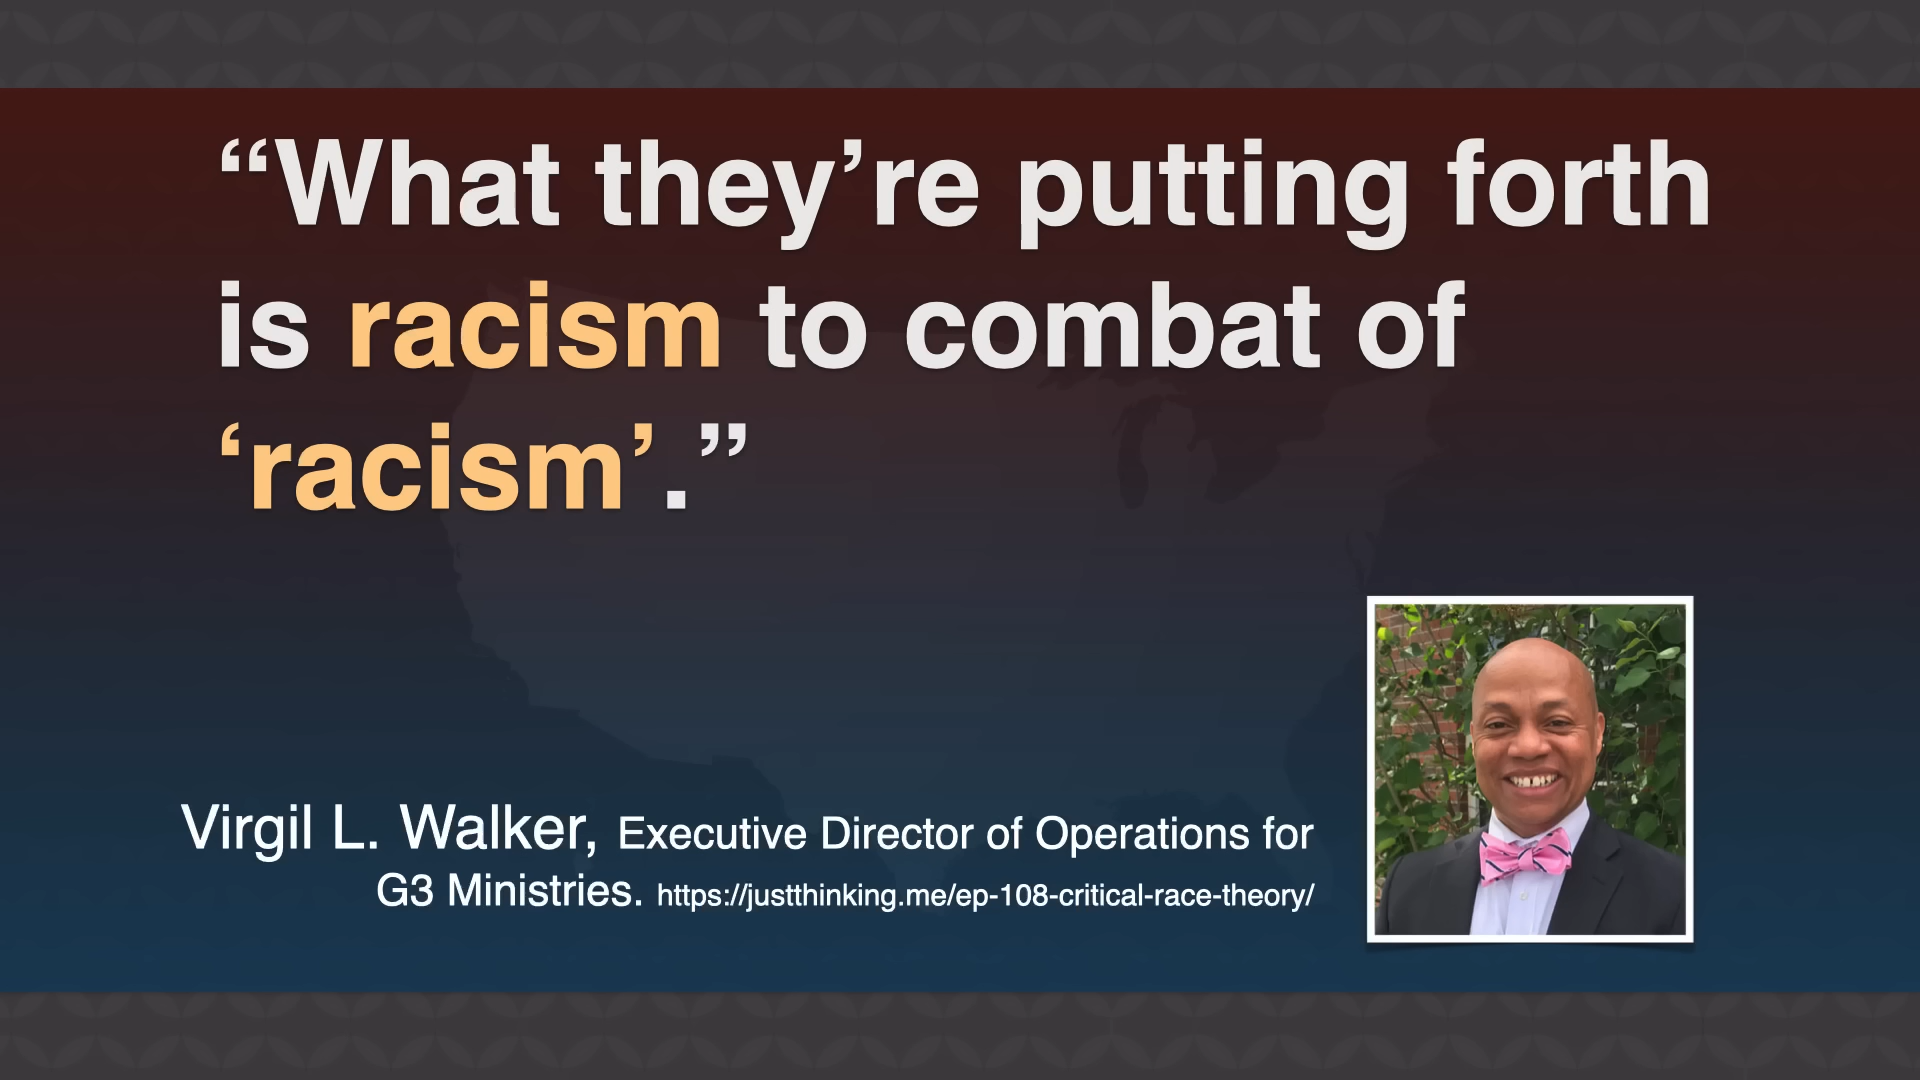 “What they’re putting forth
is racism to combat of
‘racism’.”
Virgil L. Walker, Executive Director of Operations for
G3 Ministries. https://justthinking.me/ep-108-critical-race-theory/